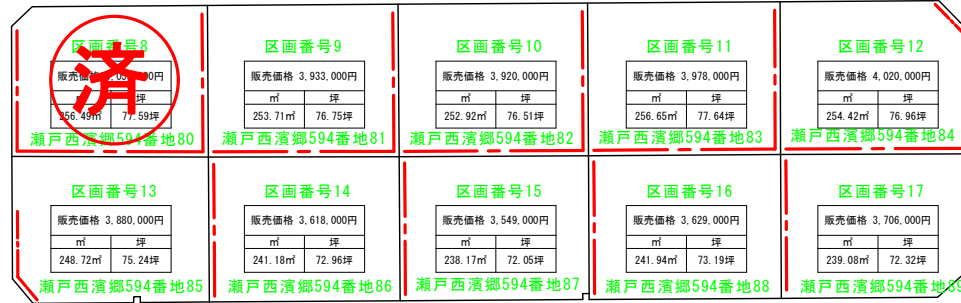 区画番号8
済
販売価格
㎡ 坪
256.49㎡ 77.59坪
瀬戸西濱郷594番地80
区画番号9
販売価格 3,933,000円
㎡ 坪
253.71㎡ 76.75坪
瀬戸西濱郷594番地81
区画番号10
販売価格 3,920,000円
㎡ 坪
252.92㎡ 76.51坪
瀬戸西濱郷594番地82
区画番号11
販売価格 3,978,000円
㎡ 坪
256.65㎡ 77.64坪
瀬戸西濱郷594番地83
区画番号12
販売価格 4,020,000円
㎡ 坪
254.42㎡ 76.96坪
瀬戸西濱郷594番地84
区画番号13
販売価格 3,880,000円
㎡ 坪
248.72㎡ 75.24坪
瀬戸西濱郷594番地85
区画番号14
販売価格 3,618,000円
㎡ 坪
241.18㎡ 72.96坪
瀬戸西濱郷594番地86
区画番号15
販売価格 3,549,000円
㎡ 坪
238.17㎡ 72.05坪
瀬戸西濱郷594番地87
区画番号16
販売価格 3,629,000円
㎡ 坪
241.94㎡ 73.19坪
瀬戸西濱郷594番地88
区画番号17
販売価格 3,706,000円
㎡ 坪
239.08㎡ 72.32坪
瀬戸西濱郷594番地89